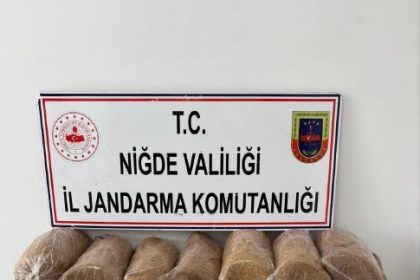 T.C.
NİĞDE VALİLİĞİ
İL JANDARMA KOMUTANLIĞI